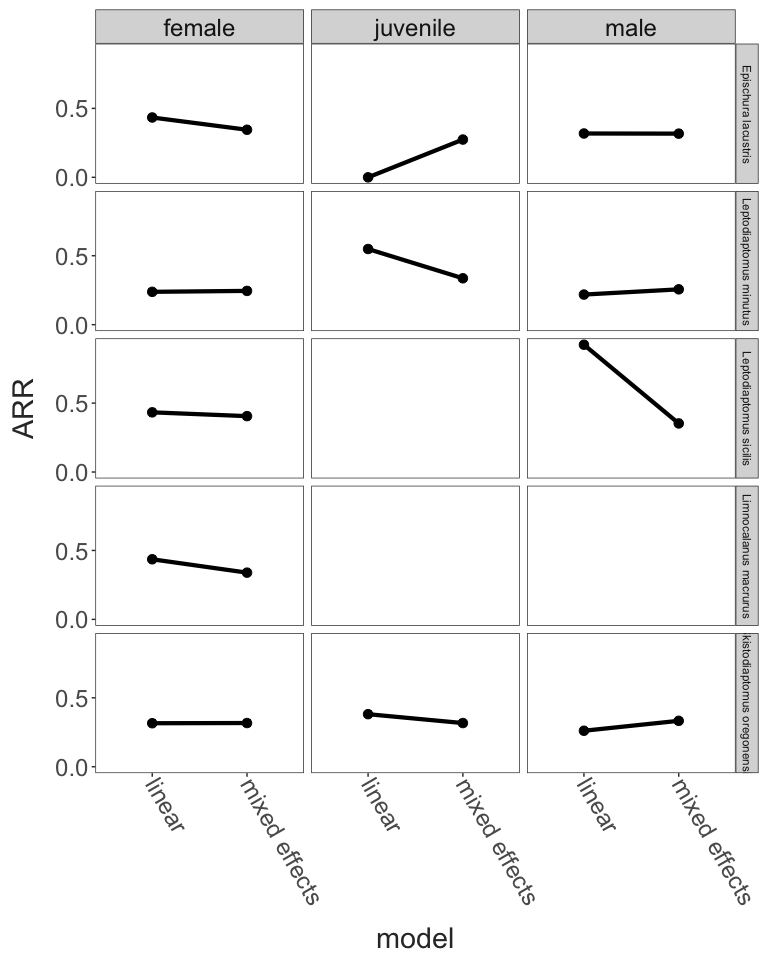 female juvenile male
0.5
0.0
Epischura lacustris
0.5
0.0
Leptodiaptomus minutus
0.5
0.0
Leptodiaptomus sicilis
0.5
0.0
Limnocalanus macrurus
0.5
0.0
kistodiaptomus oregonens
ARR
linear mixed effects linear mixed effects linear mixed effects
model